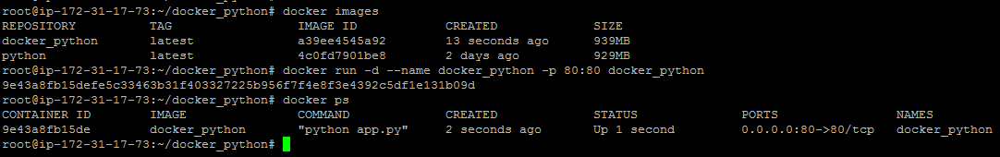 root@ip-172-31-17-73:~/docker_python# docker images
REPOSITORY TAG IMAGE ID CREATED SIZE
docker_python latest a39ee4545a92 13 seconds ago 939MB
python latest 4c0fd7901be8 2 days ago 929MB
root@ip-172-31-17-73:~/docker_python# docker run -d --name docker_python -p 80:80 docker_python
9e43a8fb15defe5c33463b31f403327225b956f7f4e8f3e4392c5df1e131b09d
root@ip-172-31-17-73:~/docker_python# docker ps
CONTAINER ID IMAGE COMMAND CREATED STATUS PORTS NAMES
9e43a8fb15de docker_python "python app.py" 2 seconds ago Up 1 second 0.0.0.0:80->80/tcp docker_python
root@ip-172-31-17-73:~/docker_python#